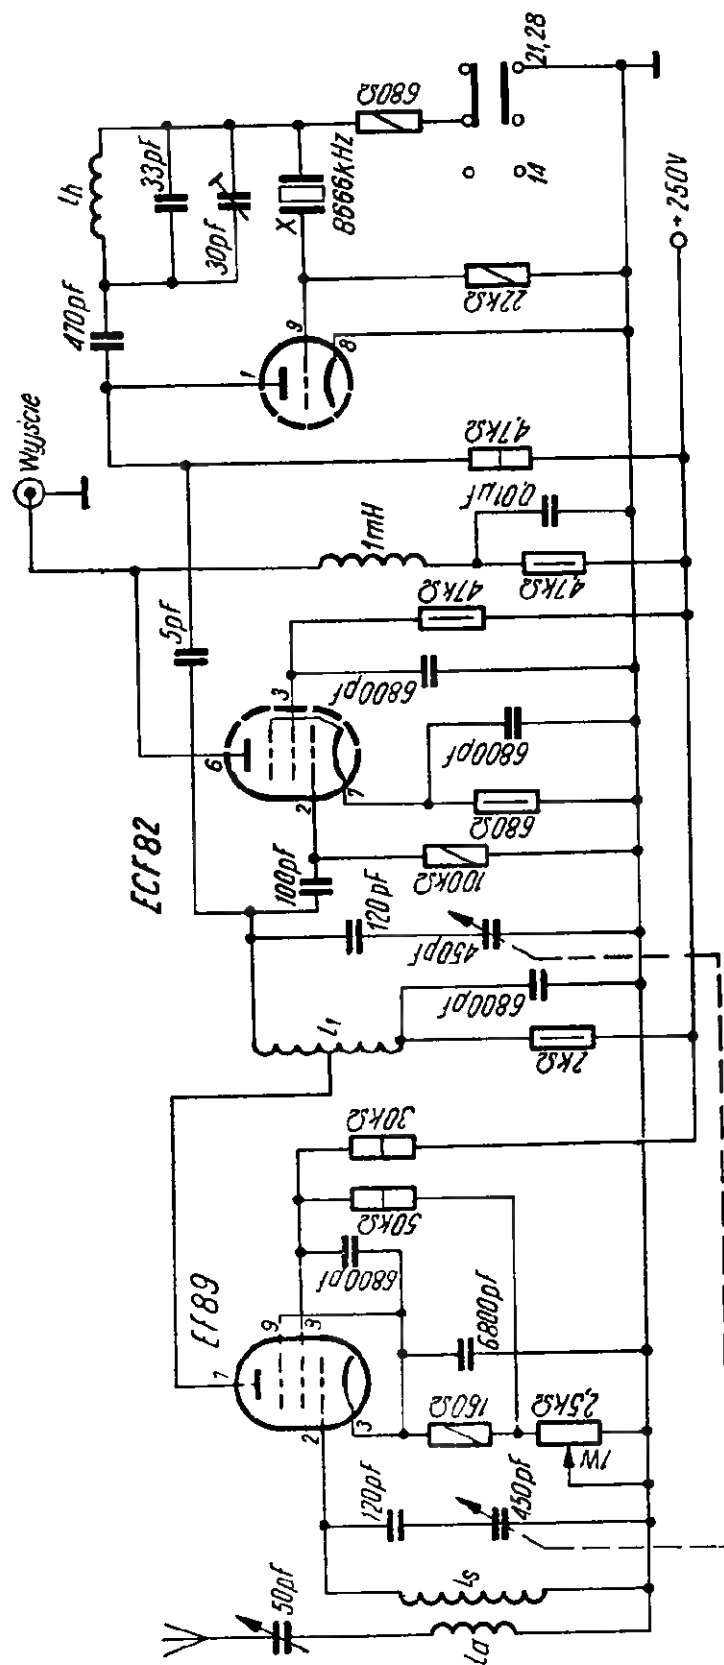 50pF
La
Ls
120pF
450pF
2
3
7
9
EF89
160Ω
2,5kΩ
1W
6800pF
6800pF
50kΩ
30kΩ
L1
2kΩ
6800pF
120pF
450pF
100pF
100kΩ
ECF82
2
7
6
3
680Ω
6800pF
6800pF
47kΩ
5pF
1mH
4,7kΩ
0,01µF
Wyjście
4,7kΩ
470pF
1
9
8
22kΩ
Lh
33pF
30pF
X
8666kHz
680Ω
14
21,28
+250V